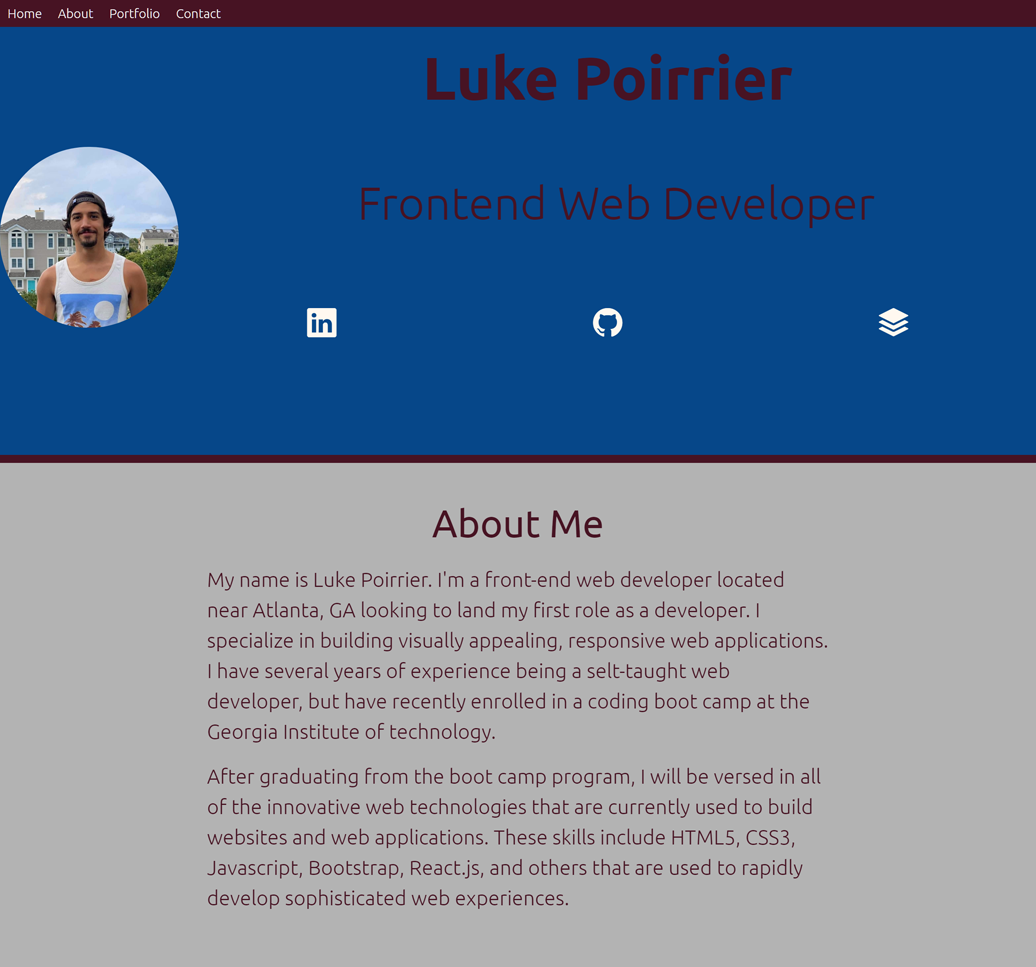 Home About Portfolio Contact
Luke Poirrier
Frontend Web Developer
in
About Me
My name is Luke Poirrier. I'm a front-end web developer located
near Atlanta, GA looking to land my first role as a developer. I
specialize in building visually appealing, responsive web applications.
I have several years of experience being a selt-taught web
developer, but have recently enrolled in a coding boot camp at the
Georgia Institute of technology.
After graduating from the boot camp program, I will be versed in all
of the innovative web technologies that are currently used to build
websites and web applications. These skills include HTML5, CSS3,
Javascript, Bootstrap, React.js, and others that are used to rapidly
develop sophisticated web experiences.